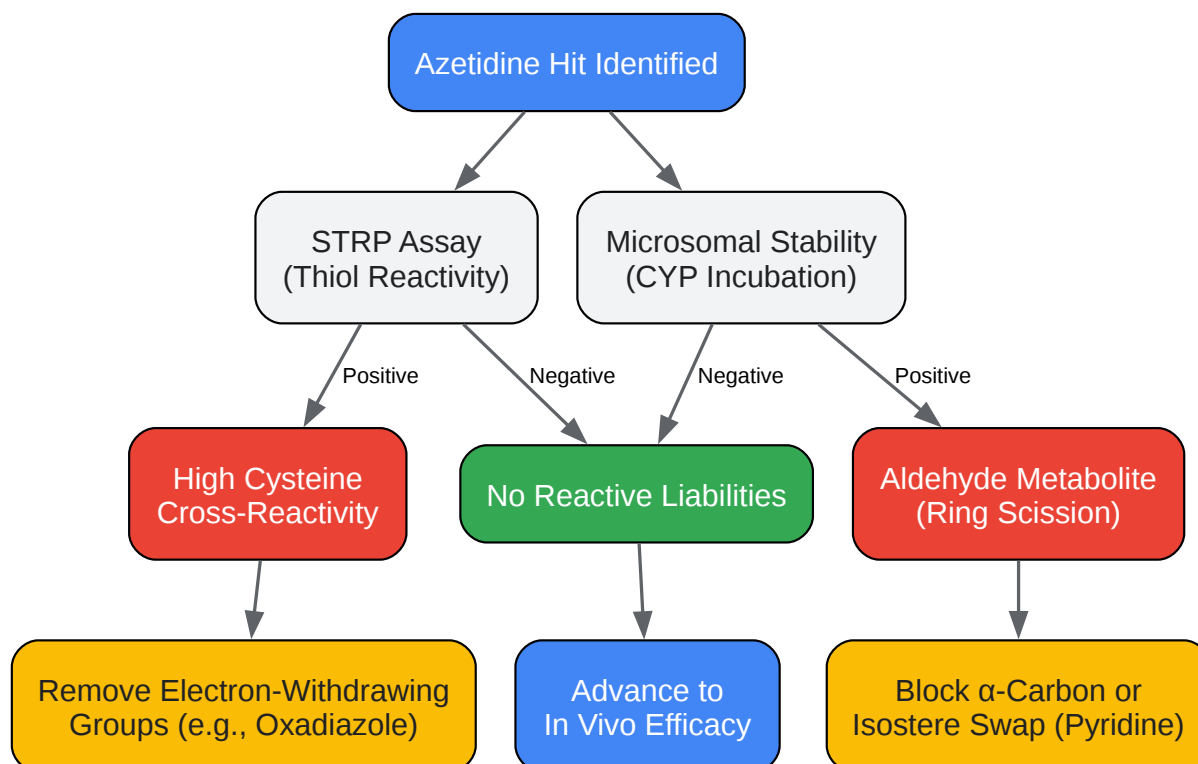 Azetidine Hit Identified
STRP Assay
(Thiol Reactivity)
Microsomal Stability
(CYP Incubation)
Positive
Negative
Negative
Positive
High Cysteine
Cross-Reactivity
No Reactive Liabilities
Aldehyde Metabolite
(Ring Scission)
Remove Electron-Withdrawing
Groups (e.g., Oxadiazole)
Advance to
In Vivo Efficacy
Block α-Carbon or
Isostere Swap (Pyridine)